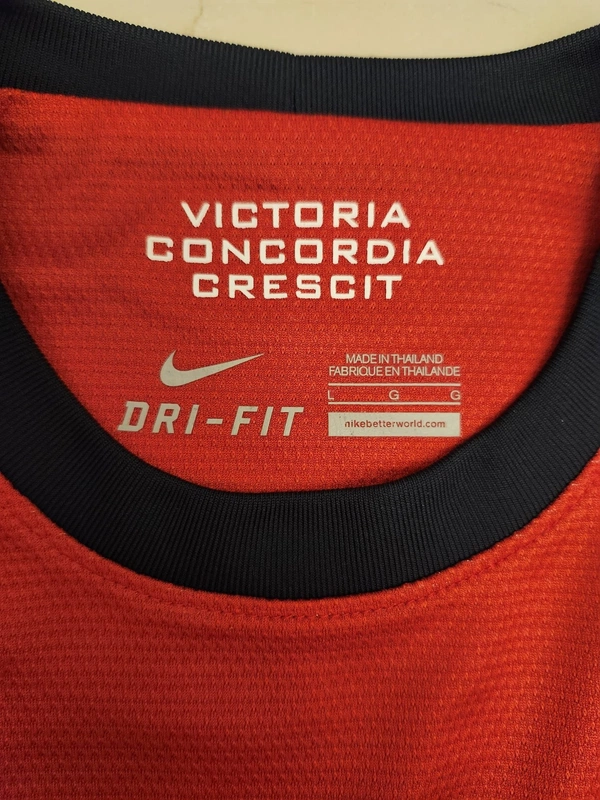 VICTORIA
CONCORDIA
CRESCIT
DRI-FIT
MADE IN THAILAND
FABRIQUE EN THAILANDE
L G G
nikebetterworld.com